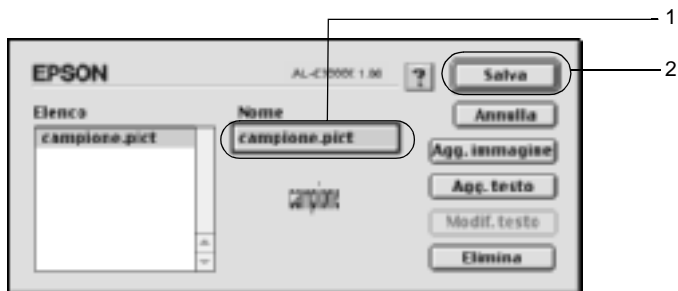 1
EPSON
AL-C1900E 1.00
?
Salva
2
Elenco
Nome
Annulla
campione.pict
campione.pict
Agg. immagine
campione
Agg. testo
Modif. testo
Elimina